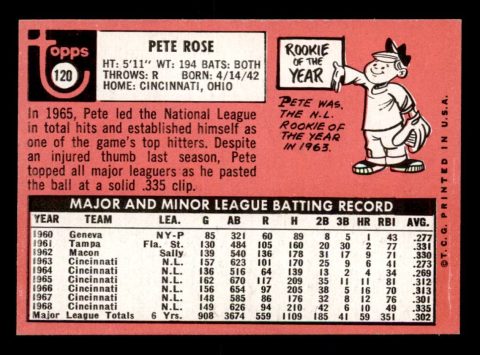 topps
120
PETE ROSE
HT: 5'11" WT: 194 BATS: BOTH
THROWS: R BORN: 4/14/42
HOME: CINCINNATI, OHIO
In 1965, Pete led the National League
in total hits and established himself as
one of the game's top hitters. Despite
an injured thumb last season, Pete
topped all major leaguers as he pasted
the ball at a solid .335 clip.
ROOKIE
OF THE
YEAR
PETE WAS
THE N.L.
ROOKIE OF
THE YEAR
IN 1963.
© T.C.G. PRINTED IN U.S.A.
MAJOR AND MINOR LEAGUE BATTING RECORD
YEAR TEAM LEA. G AB R H 2B 3B HR RBI AVG.
1960 Geneva NY-P 85 321 60 89 8 5 1 43 .277
1961 Tampa Fla. St. 130 484 105 160 20 30 2 77 .331
1962 Macon Sally 139 540 136 178 31 17 9 71 .330
1963 Cincinnati N.L. 157 623 101 170 25 9 6 41 .273
1964 Cincinnati N.L. 136 516 64 139 13 2 4 34 .269
1965 Cincinnati N.L. 162 670 117 209 35 11 11 81 .312
1966 Cincinnati N.L. 156 654 97 205 38 5 16 70 .313
1967 Cincinnati N.L. 148 585 86 176 32 8 12 76 .301
1968 Cincinnati N.L. 149 626 94 210 42 6 10 49 .335
Major League Totals 6 Yrs. 908 3674 559 1109 185 41 59 351 .302